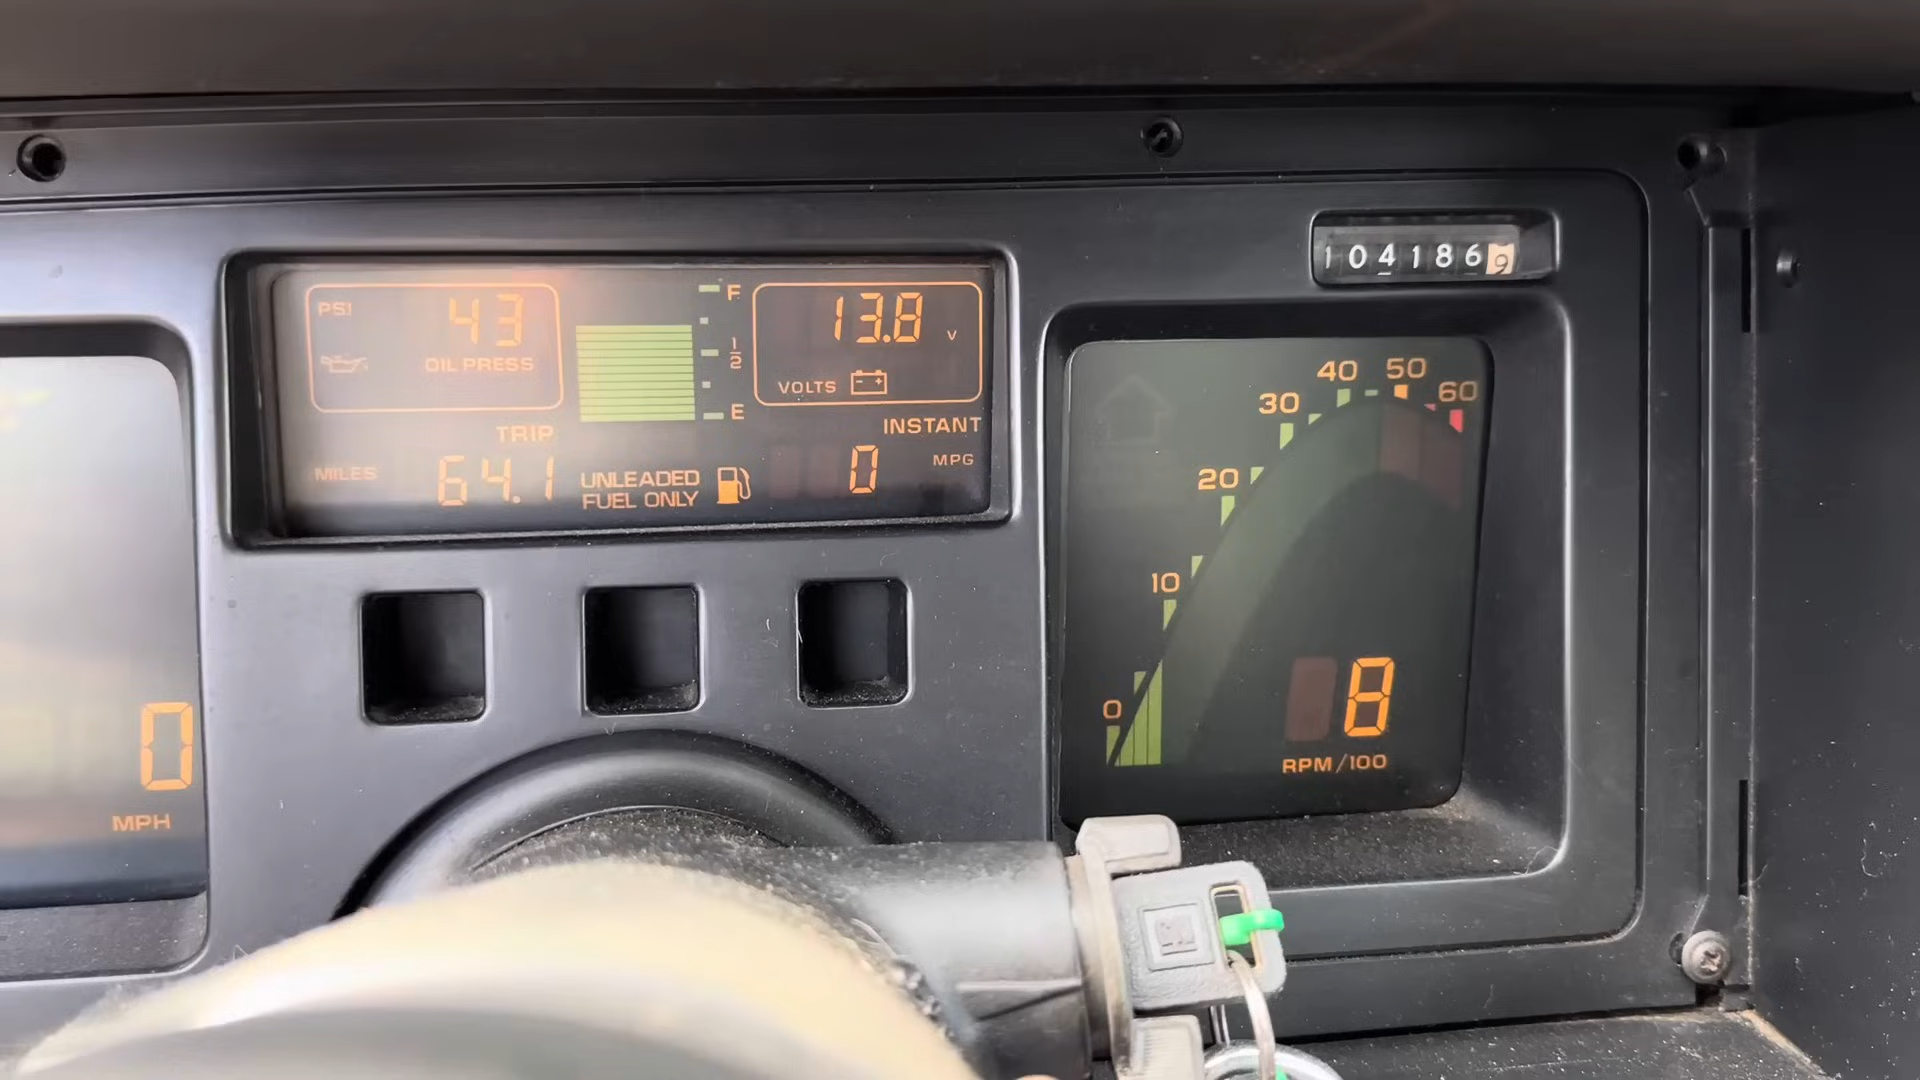 1041869
PSI 43
OIL PRESS
F
1/2
E
13.8 V
VOLTS
TRIP
MILES 64.1
UNLEADED
FUEL ONLY
INSTANT
0 MPG
0
MPH
60
50
40
30
20
10
0
8
RPM/100